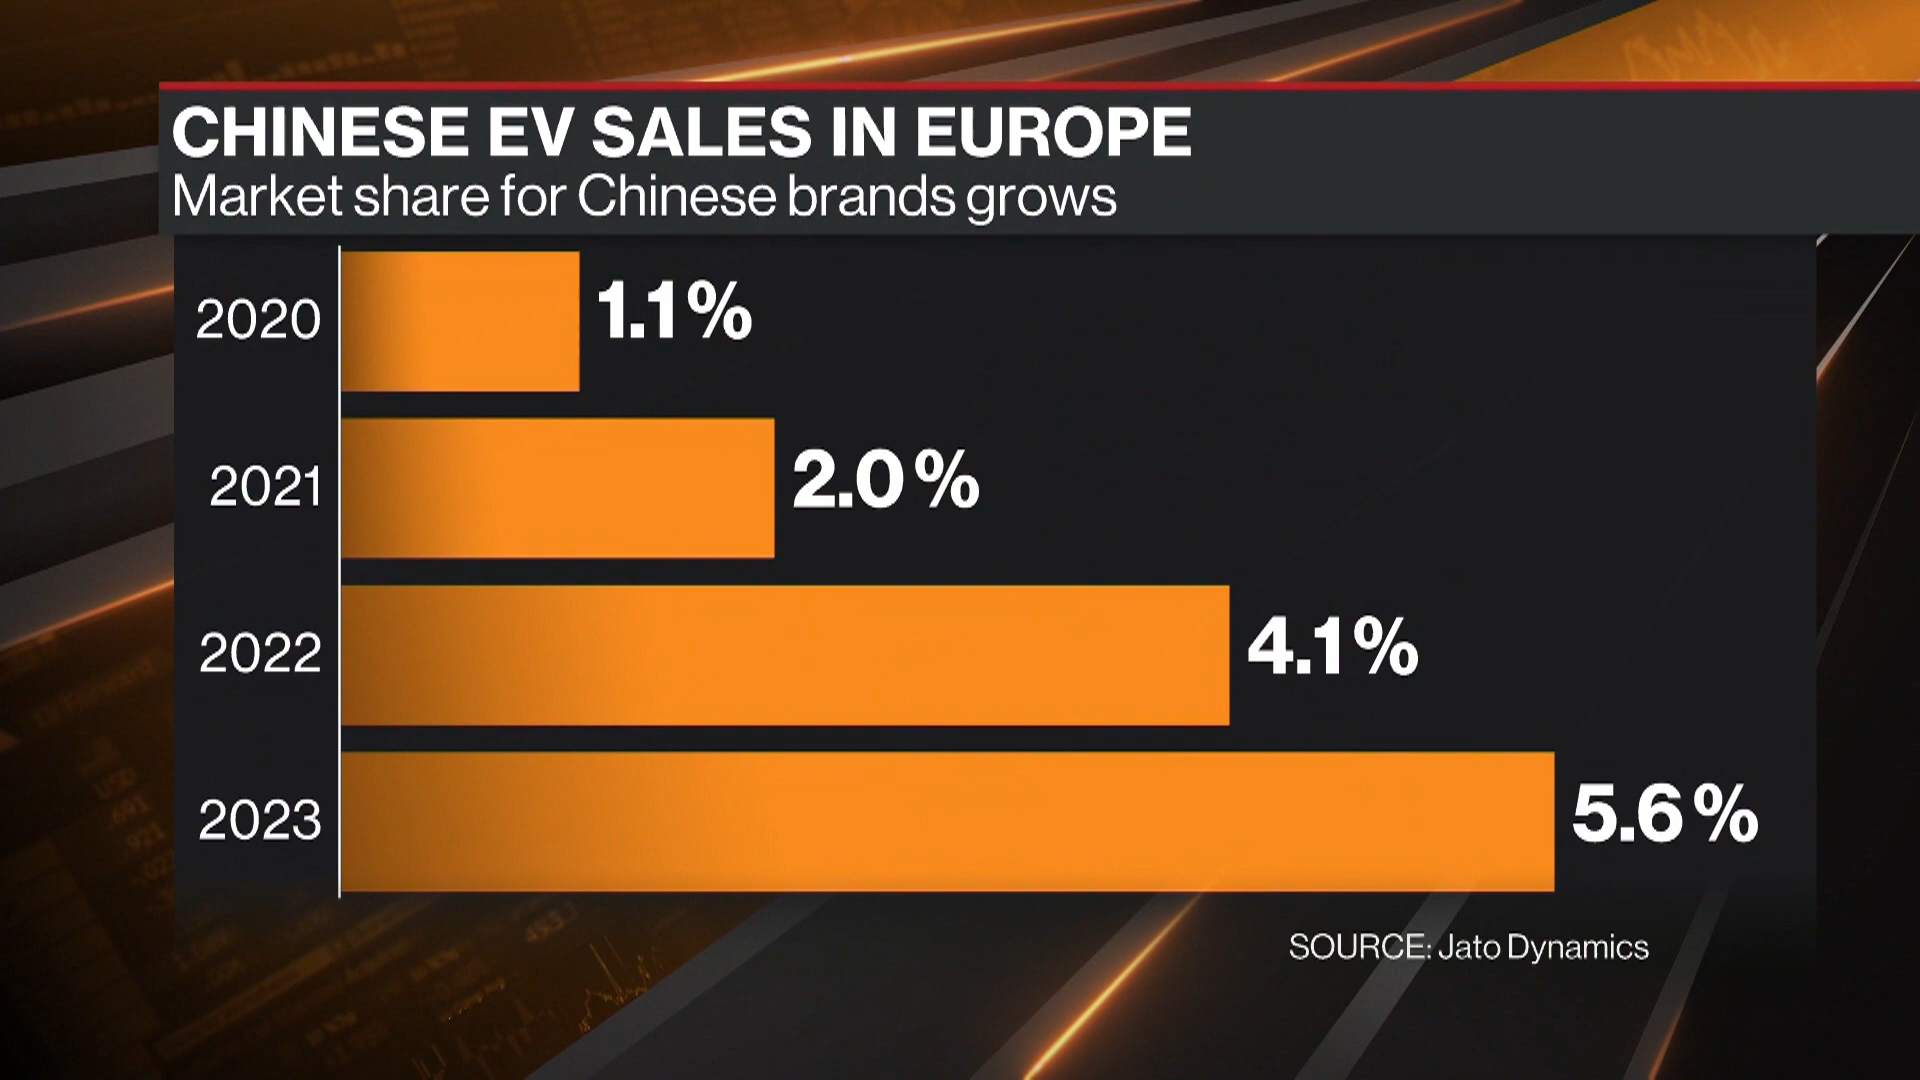 CHINESE EV SALES IN EUROPE
Market share for Chinese brands grows
2020 1.1%
2021 2.0%
2022 4.1%
2023 5.6%
SOURCE: Jato Dynamics